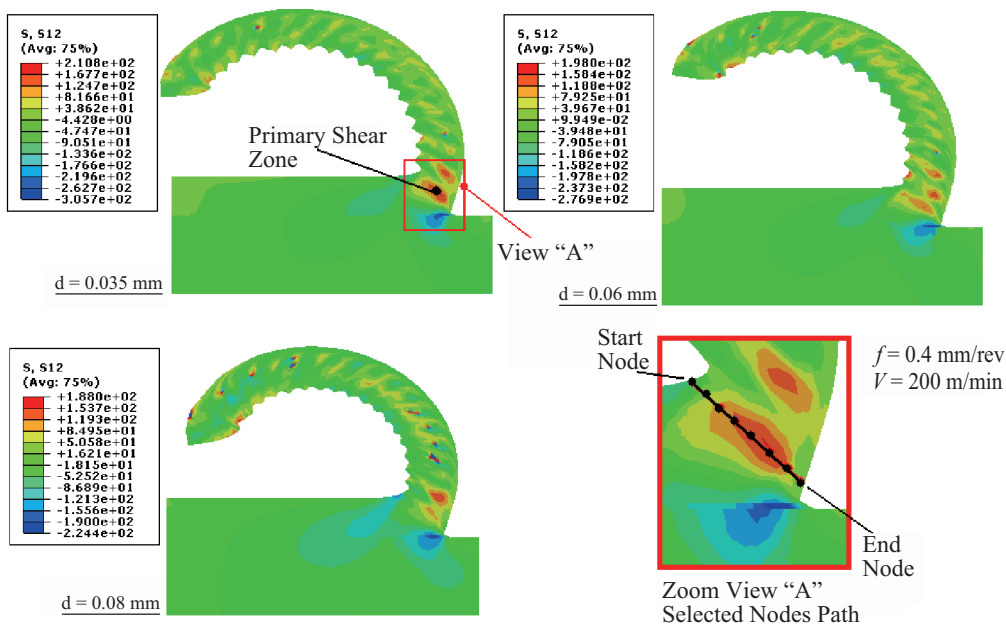 S, S12
(Avg: 75%)
+2.108e+02
+1.677e+02
+1.247e+02
+8.166e+01
+3.862e+01
-4.428e+00
-4.747e+01
-9.051e+01
-1.336e+02
-1.766e+02
-2.196e+02
-2.627e+02
-3.057e+02
Primary Shear
Zone
View “A”
d = 0.035 mm
S, S12
(Avg: 75%)
+1.980e+02
+1.584e+02
+1.188e+02
+7.925e+01
+3.967e+01
+9.949e-02
-3.948e+01
-7.905e+01
-1.186e+02
-1.582e+02
-1.978e+02
-2.373e+02
-2.769e+02
d = 0.06 mm
S, S12
(Avg: 75%)
+1.880e+02
+1.537e+02
+1.193e+02
+8.495e+01
+5.058e+01
+1.621e+01
-1.815e+01
-5.252e+01
-8.689e+01
-1.213e+02
-1.556e+02
-1.900e+02
-2.244e+02
d = 0.08 mm
Start
Node
f = 0.4 mm/rev
V = 200 m/min
End
Node
Zoom View “A”
Selected Nodes Path